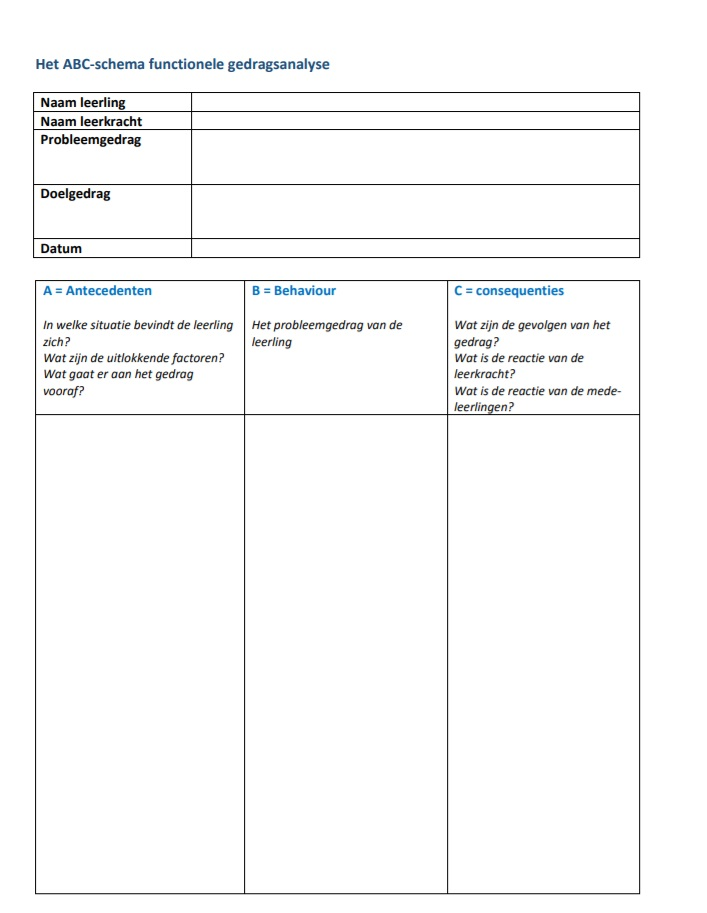 Het ABC-schema functionele gedragsanalyse
Naam leerling
Naam leerkracht
Probleemgedrag
Doelgedrag
Datum
A = Antecedenten
In welke situatie bevindt de leerling
zich?
Wat zijn de uitlokkende factoren?
Wat gaat er aan het gedrag
vooraf?
B = Behaviour
Het probleemgedrag van de
leerling
C = consequenties
Wat zijn de gevolgen van het
gedrag?
Wat is de reactie van de
leerkracht?
Wat is de reactie van de mede-
leerlingen?